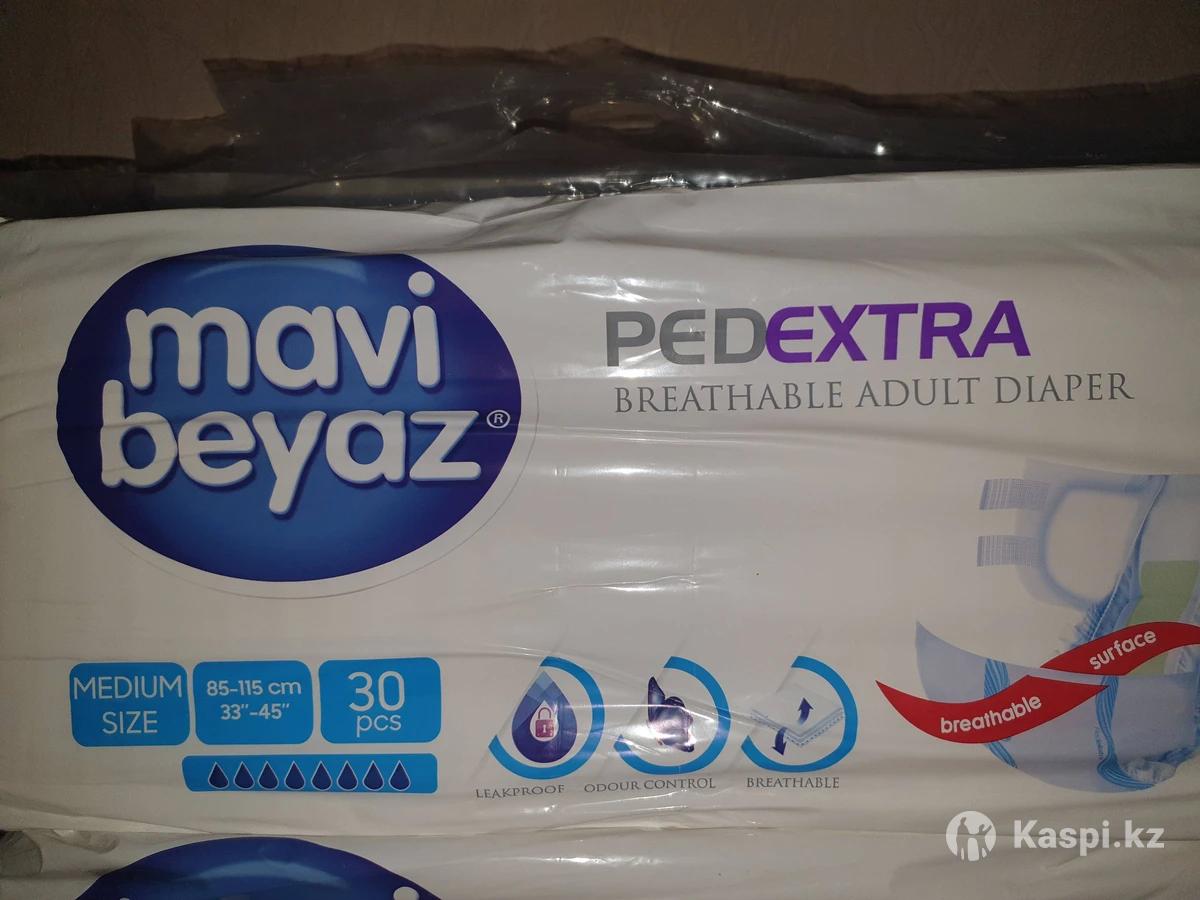 mavi
beyaz®
PEDEXTRA
BREATHABLE ADULT DIAPER
MEDIUM
SIZE
85-115 cm
33”-45”
30
pcs
LEAKPROOF
ODOUR CONTROL
BREATHABLE
breathable
surface
mavi
Kaspi.kz